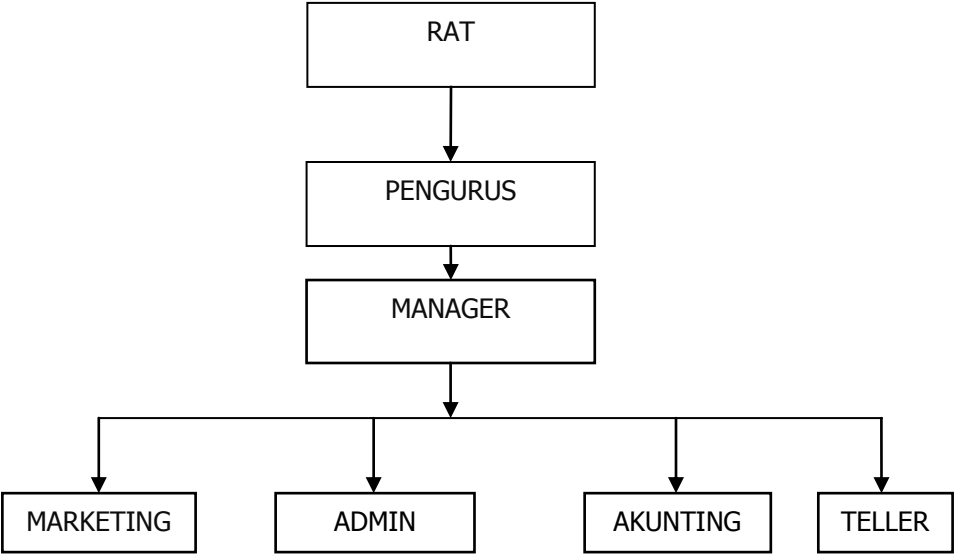 RAT
PENGURUS
MANAGER
MARKETING
ADMIN
AKUNTING
TELLER